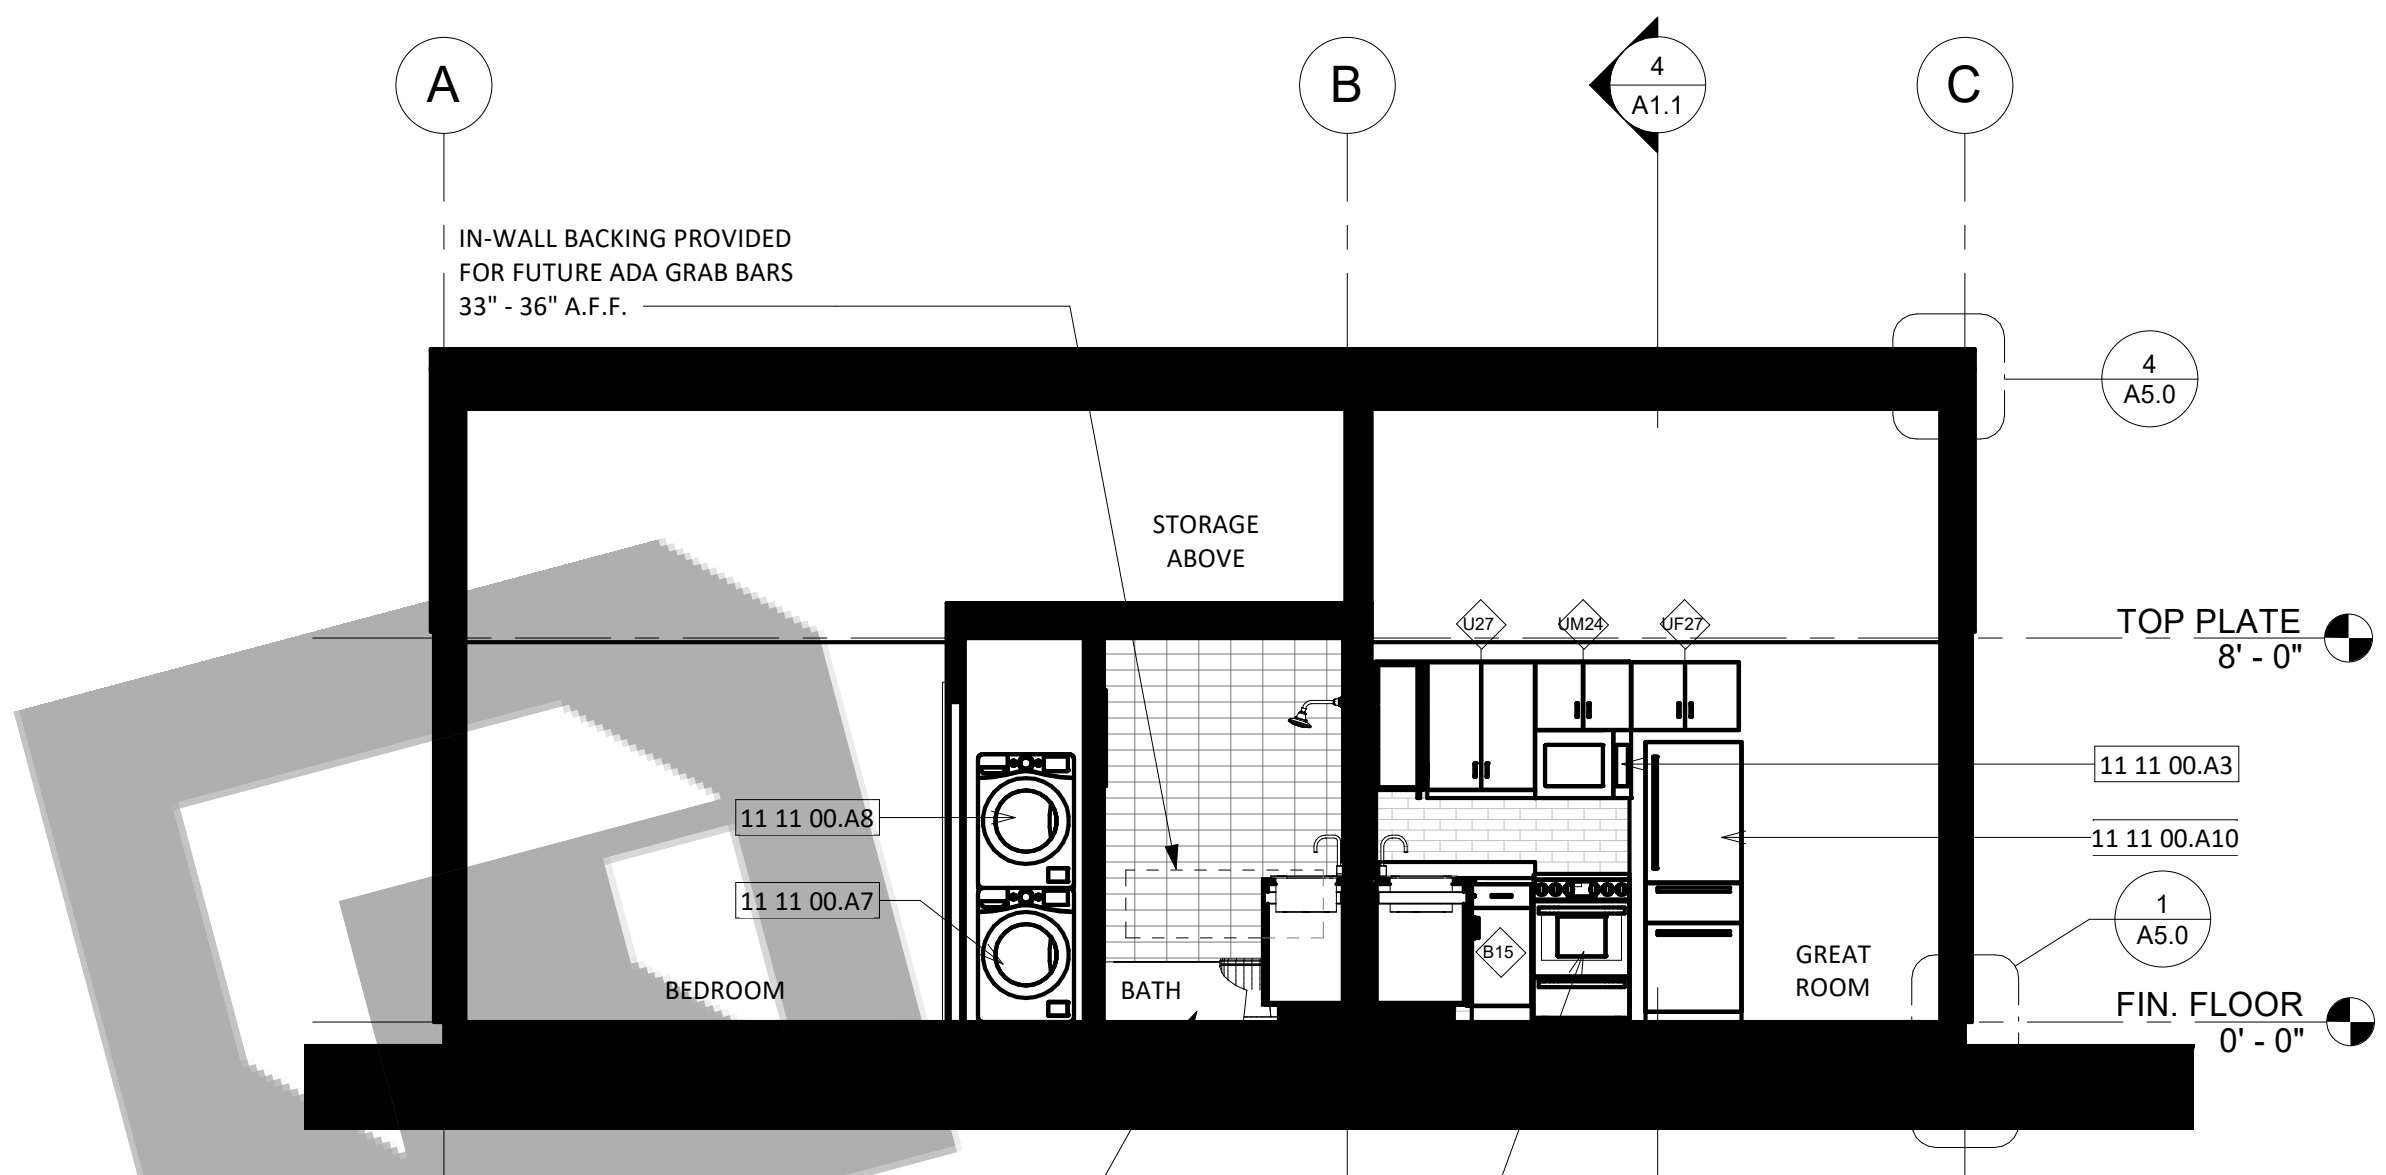 A
B
4
A1.1
C
IN-WALL BACKING PROVIDED
FOR FUTURE ADA GRAB BARS
33" - 36" A.F.F.
4
A5.0
STORAGE
ABOVE
U27
UM24
UF27
TOP PLATE
8' - 0"
11 11 00.A3
11 11 00.A8
11 11 00.A10
11 11 00.A7
1
A5.0
B15
GREAT
ROOM
BEDROOM
BATH
FIN. FLOOR
0' - 0"